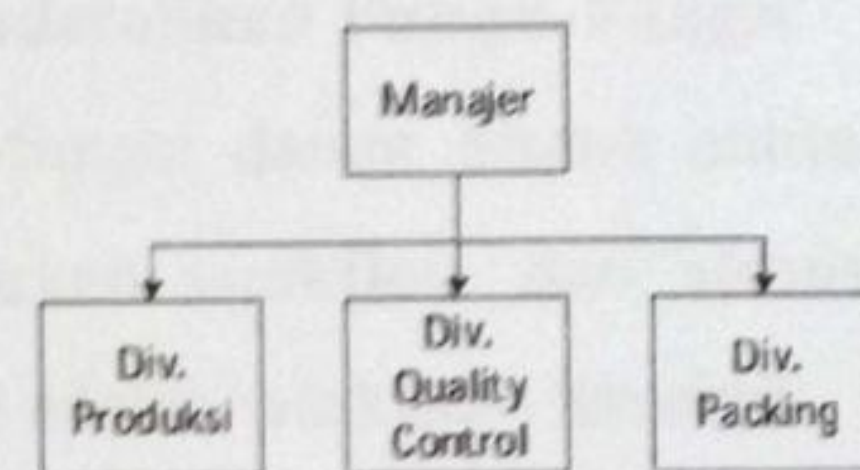 Manajer
Div.
Produksi
Div.
Quality
Control
Div.
Packing